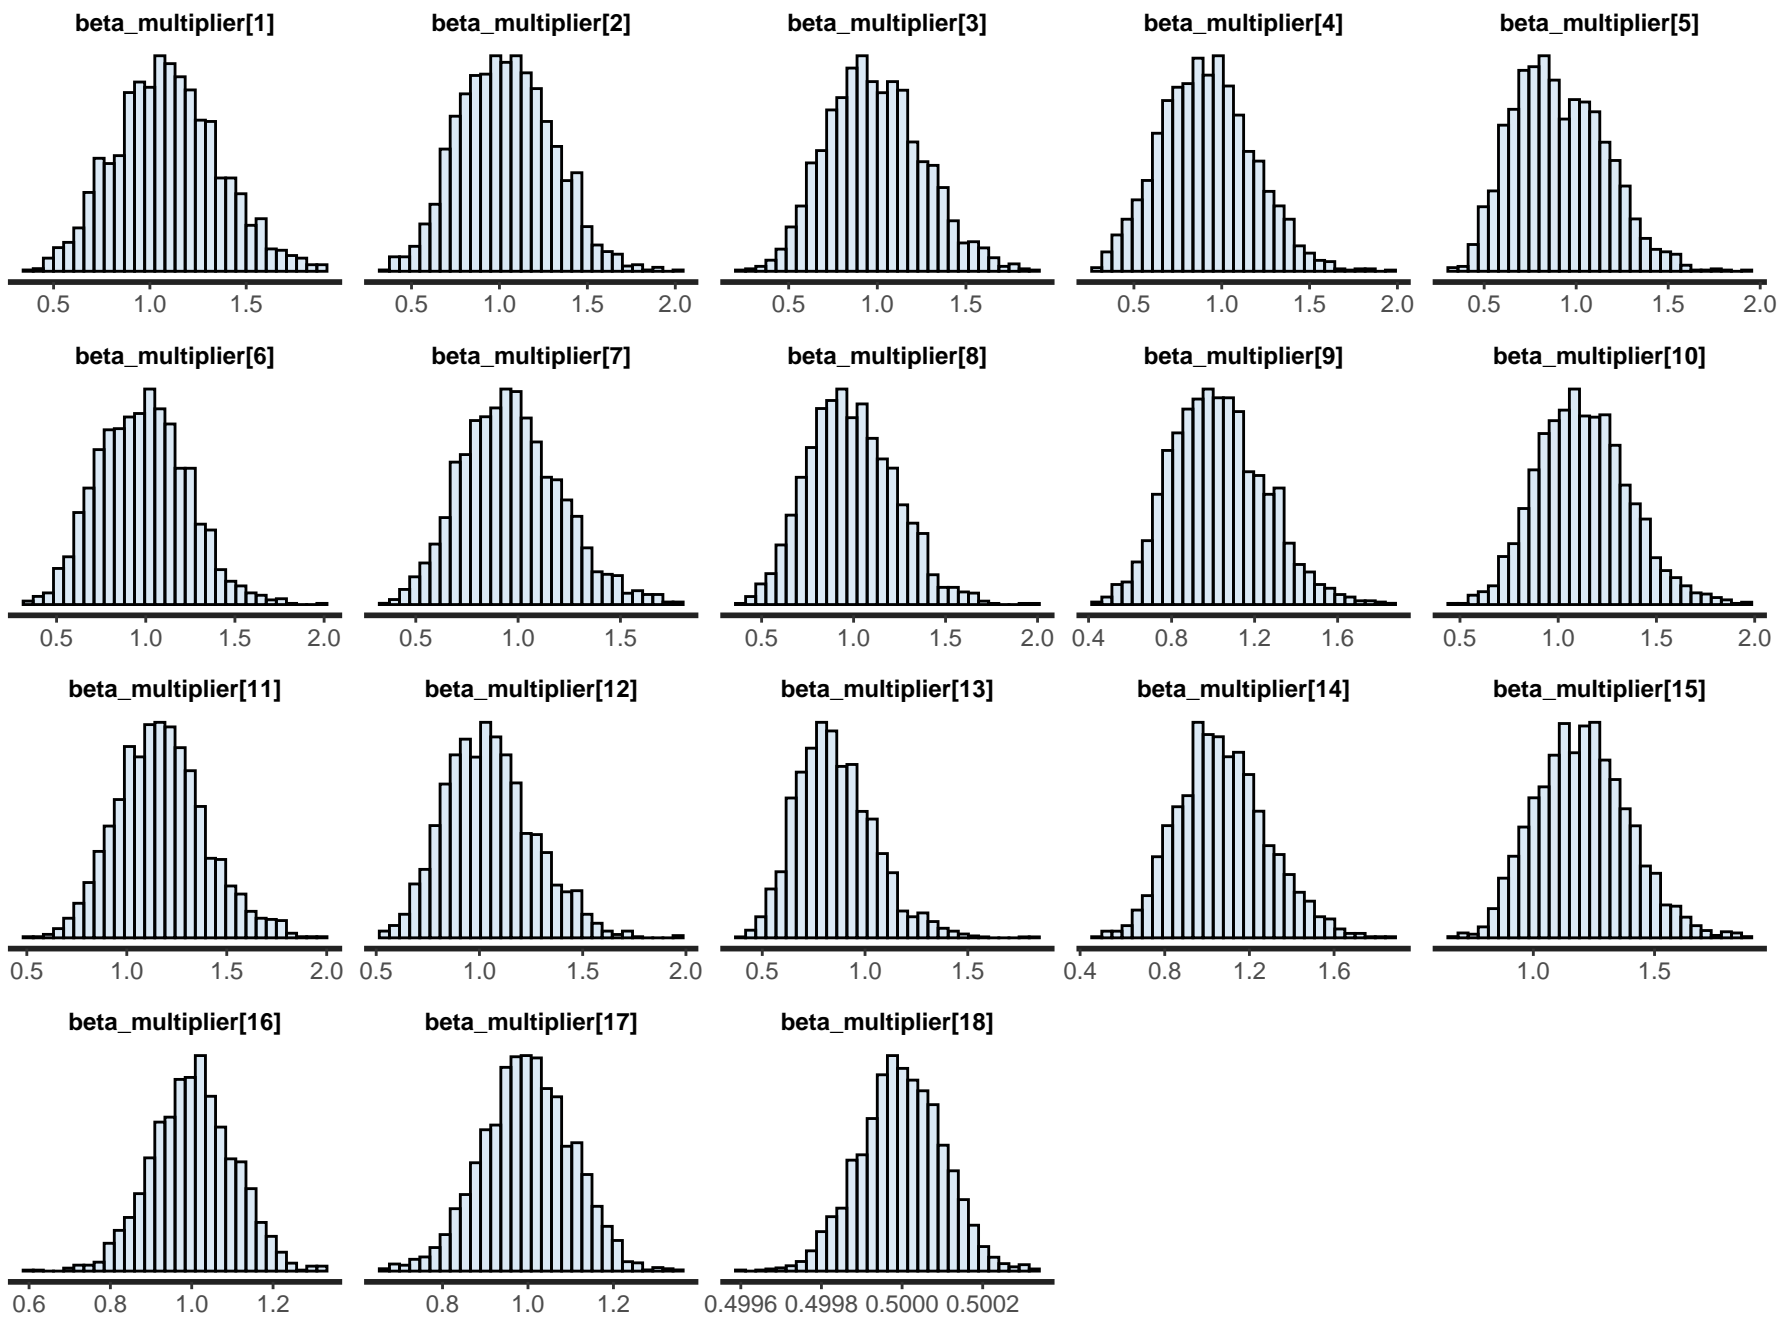 beta_multiplier[1] beta_multiplier[2] beta_multiplier[3] beta_multiplier[4] beta_multiplier[5]
0.5 1.0 1.5 0.5 1.0 1.5 2.0 0.5 1.0 1.5 0.5 1.0 1.5 2.0 0.5 1.0 1.5 2.0
beta_multiplier[6] beta_multiplier[7] beta_multiplier[8] beta_multiplier[9] beta_multiplier[10]
0.5 1.0 1.5 2.0 0.5 1.0 1.5 0.5 1.0 1.5 2.0 0.4 0.8 1.2 1.6 0.5 1.0 1.5 2.0
beta_multiplier[11] beta_multiplier[12] beta_multiplier[13] beta_multiplier[14] beta_multiplier[15]
0.5 1.0 1.5 2.0 0.5 1.0 1.5 2.0 0.5 1.0 1.5 0.4 0.8 1.2 1.6 1.0 1.5
beta_multiplier[16] beta_multiplier[17] beta_multiplier[18]
0.6 0.8 1.0 1.2 0.8 1.0 1.2 0.4996 0.4998 0.5000 0.5002